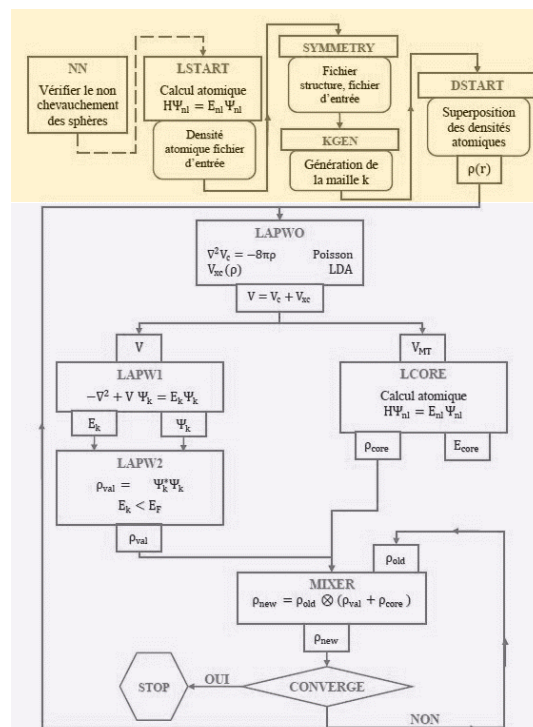 NN
Vérifier le non
chevauchement
des sphères
LSTART
Calcul atomique
HΨnl = EnlΨnl
Densité
atomique fichier
d'entrée
SYMMETRY
Fichier
structure, fichier
d'entrée
KGEN
Génération de
la maille k
DSTART
Superposition
des densités
atomiques
ρ(r)
LAPWO
∇²Vc = −8πρ Poisson
Vxc(ρ) LDA
V = Vc + Vxc
V
LAPW1
−∇² + V Ψk = EkΨk
Ek Ψk
LAPW2
ρval = Ψk*Ψk
Ek < EF
ρval
VMT
LCORE
Calcul atomique
HΨnl = EnlΨnl
ρcore Ecore
ρold
MIXER
ρnew = ρold ⊗ (ρval + ρcore )
ρnew
CONVERGE
OUI
STOP
NON